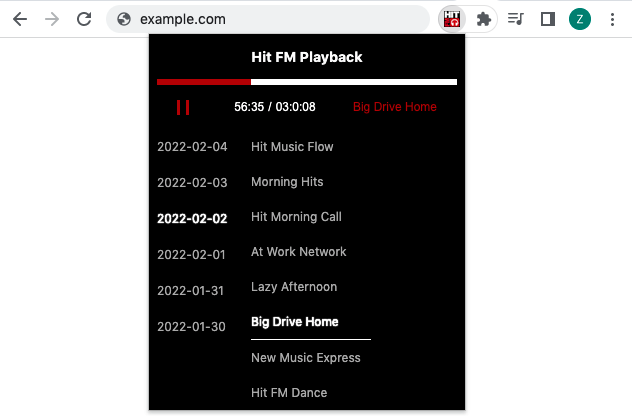 example.com
HIT
Z
Hit FM Playback
56:35 / 03:0:08 Big Drive Home
2022-02-04 Hit Music Flow
2022-02-03 Morning Hits
2022-02-02 Hit Morning Call
2022-02-01 At Work Network
2022-01-31 Lazy Afternoon
2022-01-30 Big Drive Home
New Music Express
Hit FM Dance